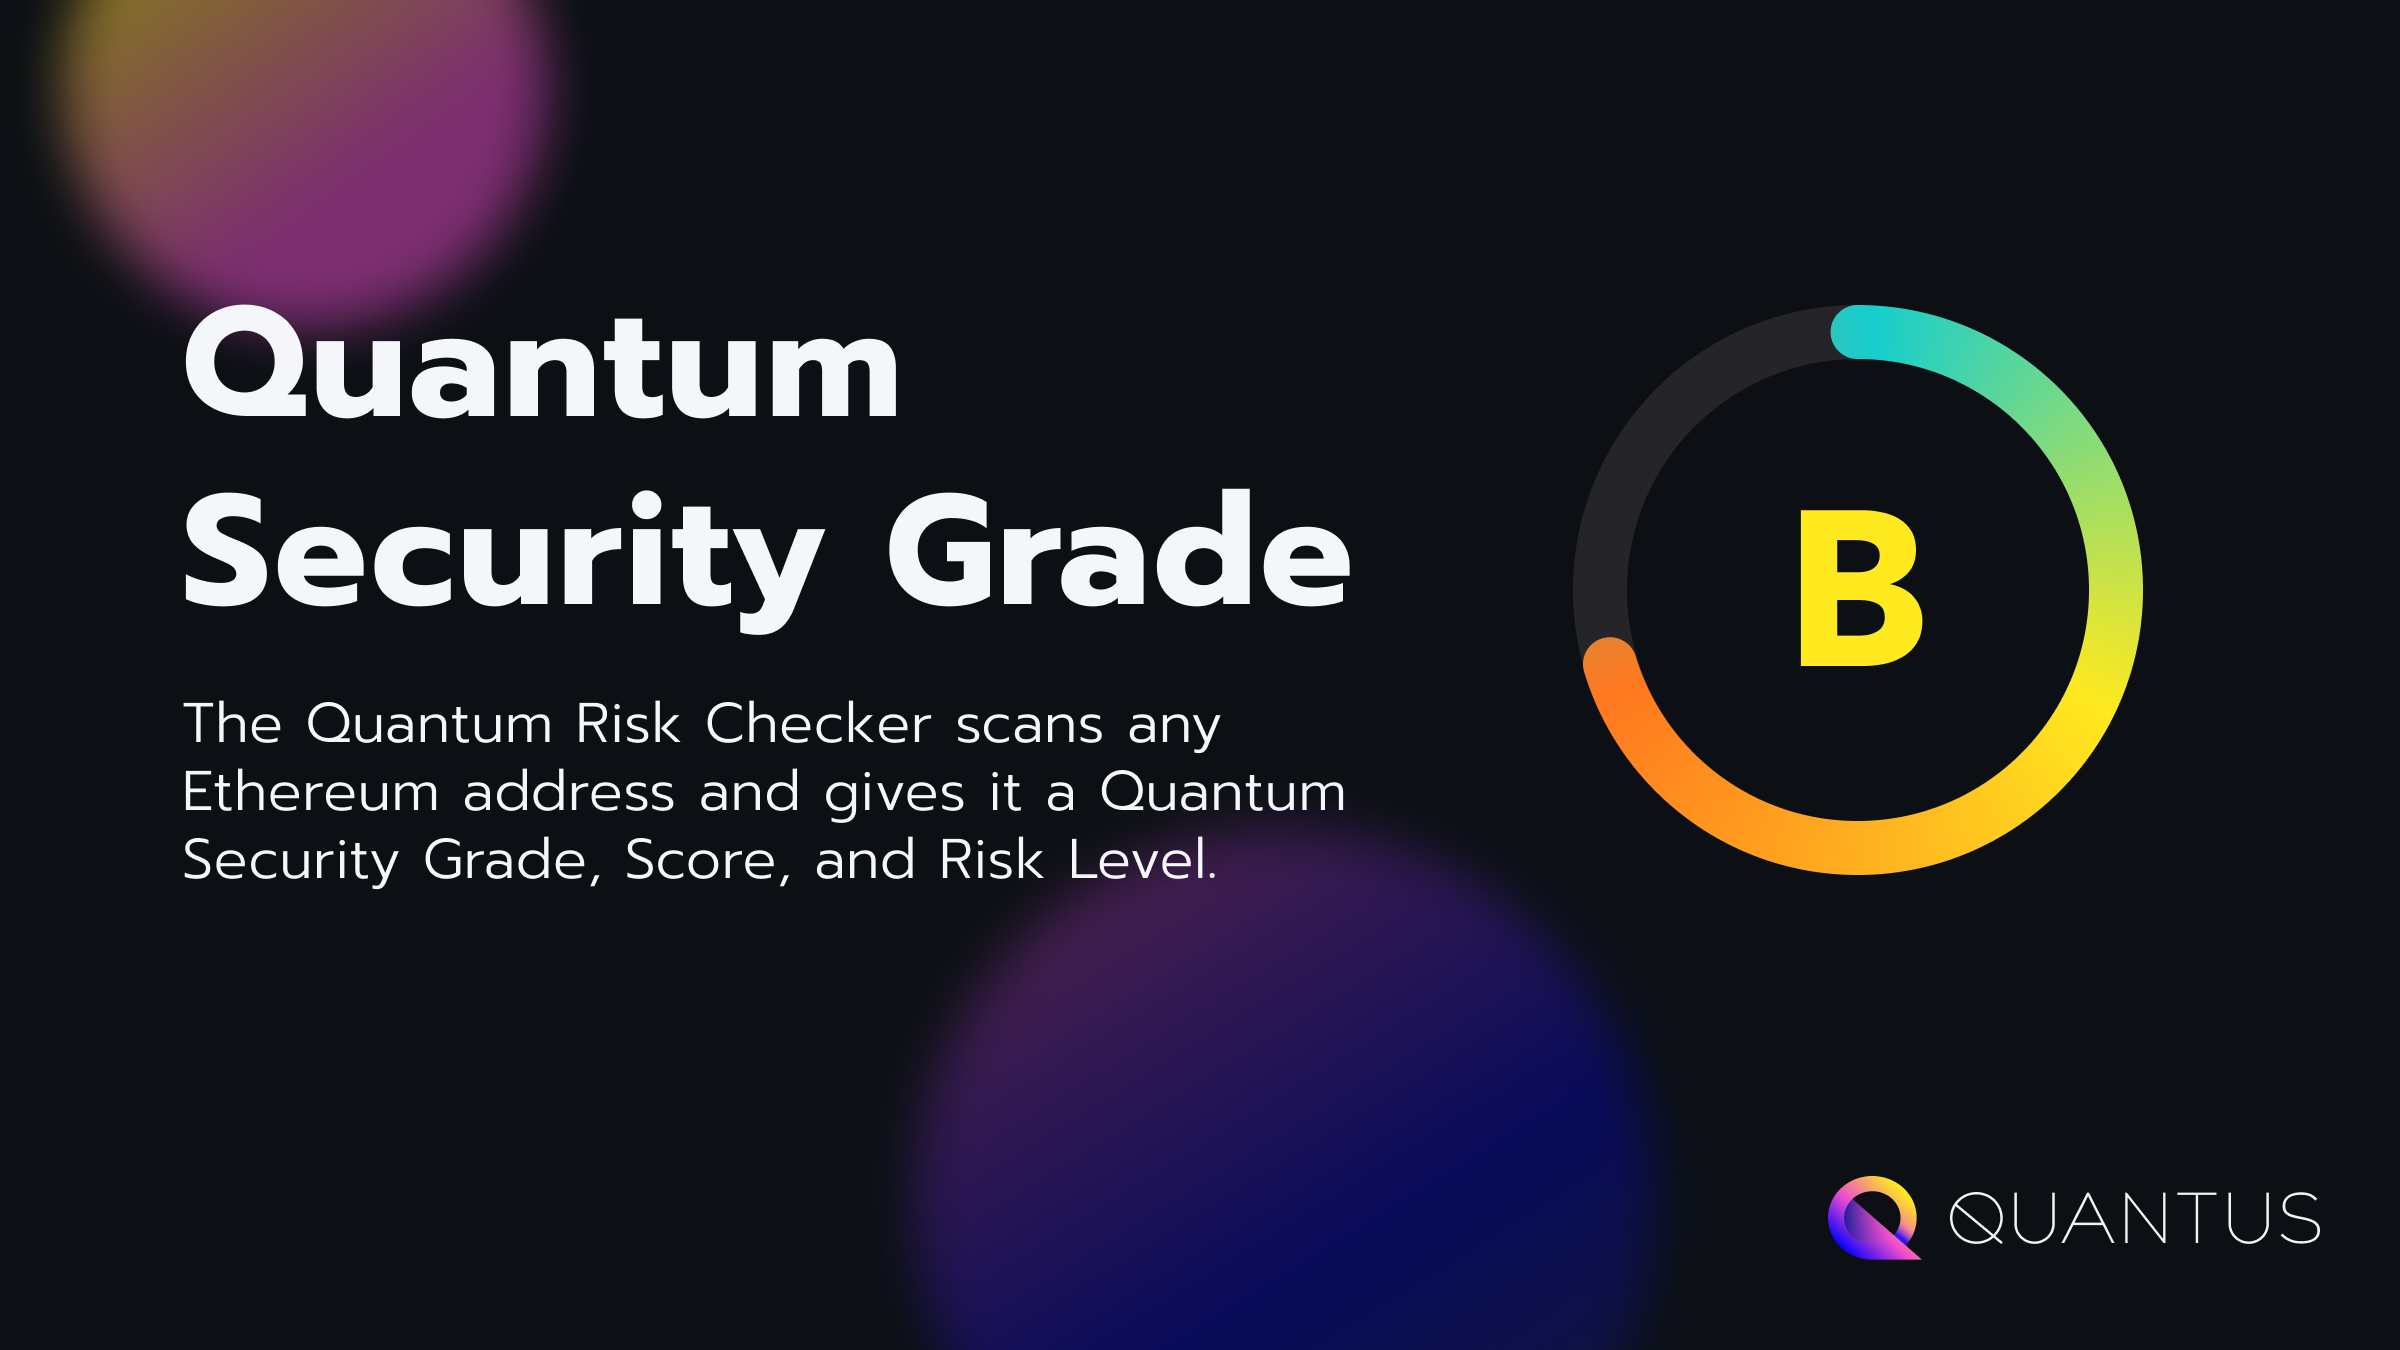 Quantum
Security Grade
The Quantum Risk Checker scans any
Ethereum address and gives it a Quantum
Security Grade, Score, and Risk Level.
B
QUANTUS